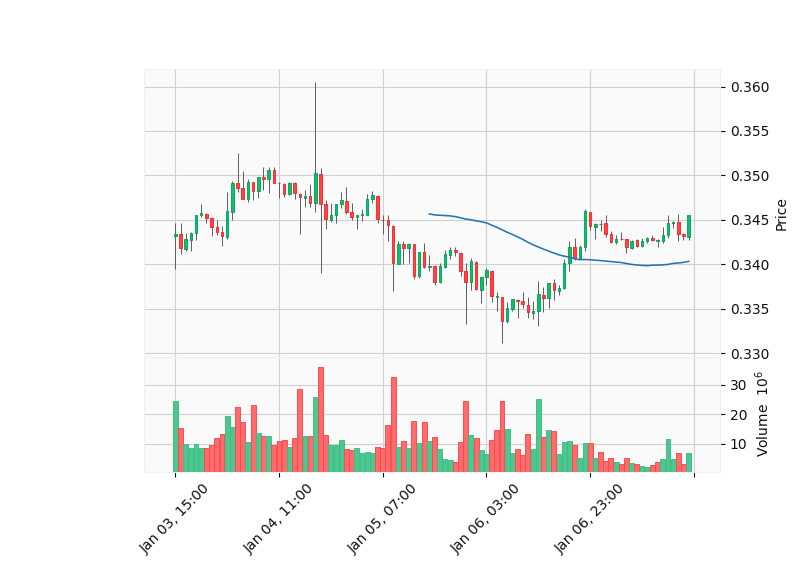 0.360
0.355
0.350
0.345
0.340
0.335
0.330
Price
30
20
10
Volume 10^6
Jan 03, 15:00
Jan 04, 11:00
Jan 05, 07:00
Jan 06, 03:00
Jan 06, 23:00